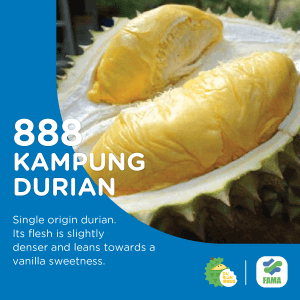 888
KAMPUNG
DURIAN
Single origin durian.
Its flesh is slightly
denser and leans towards a
vanilla sweetness.
FAMA